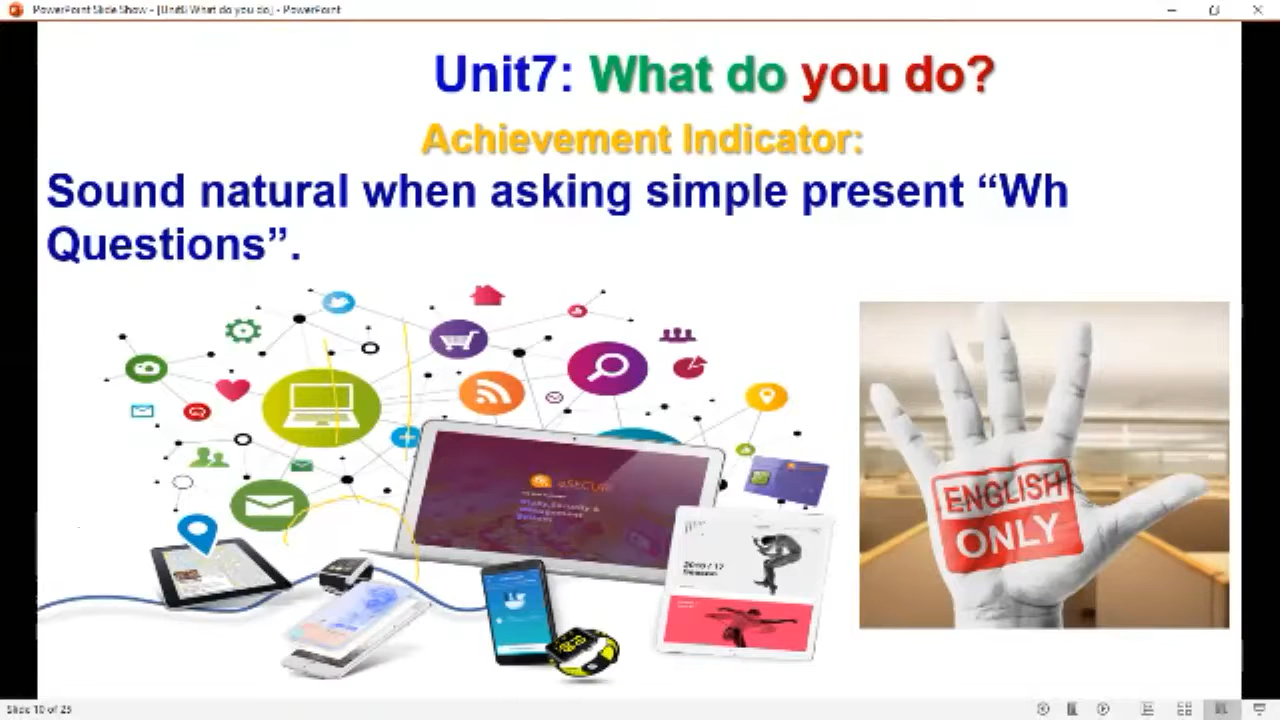 PowerPoint Slide Show - [Unit8 What do you do] - PowerPoint
Unit7: What do you do?
Achievement Indicator:
Sound natural when asking simple present “Wh
Questions”.
ENGLISH
ONLY
Slide 10 of 25